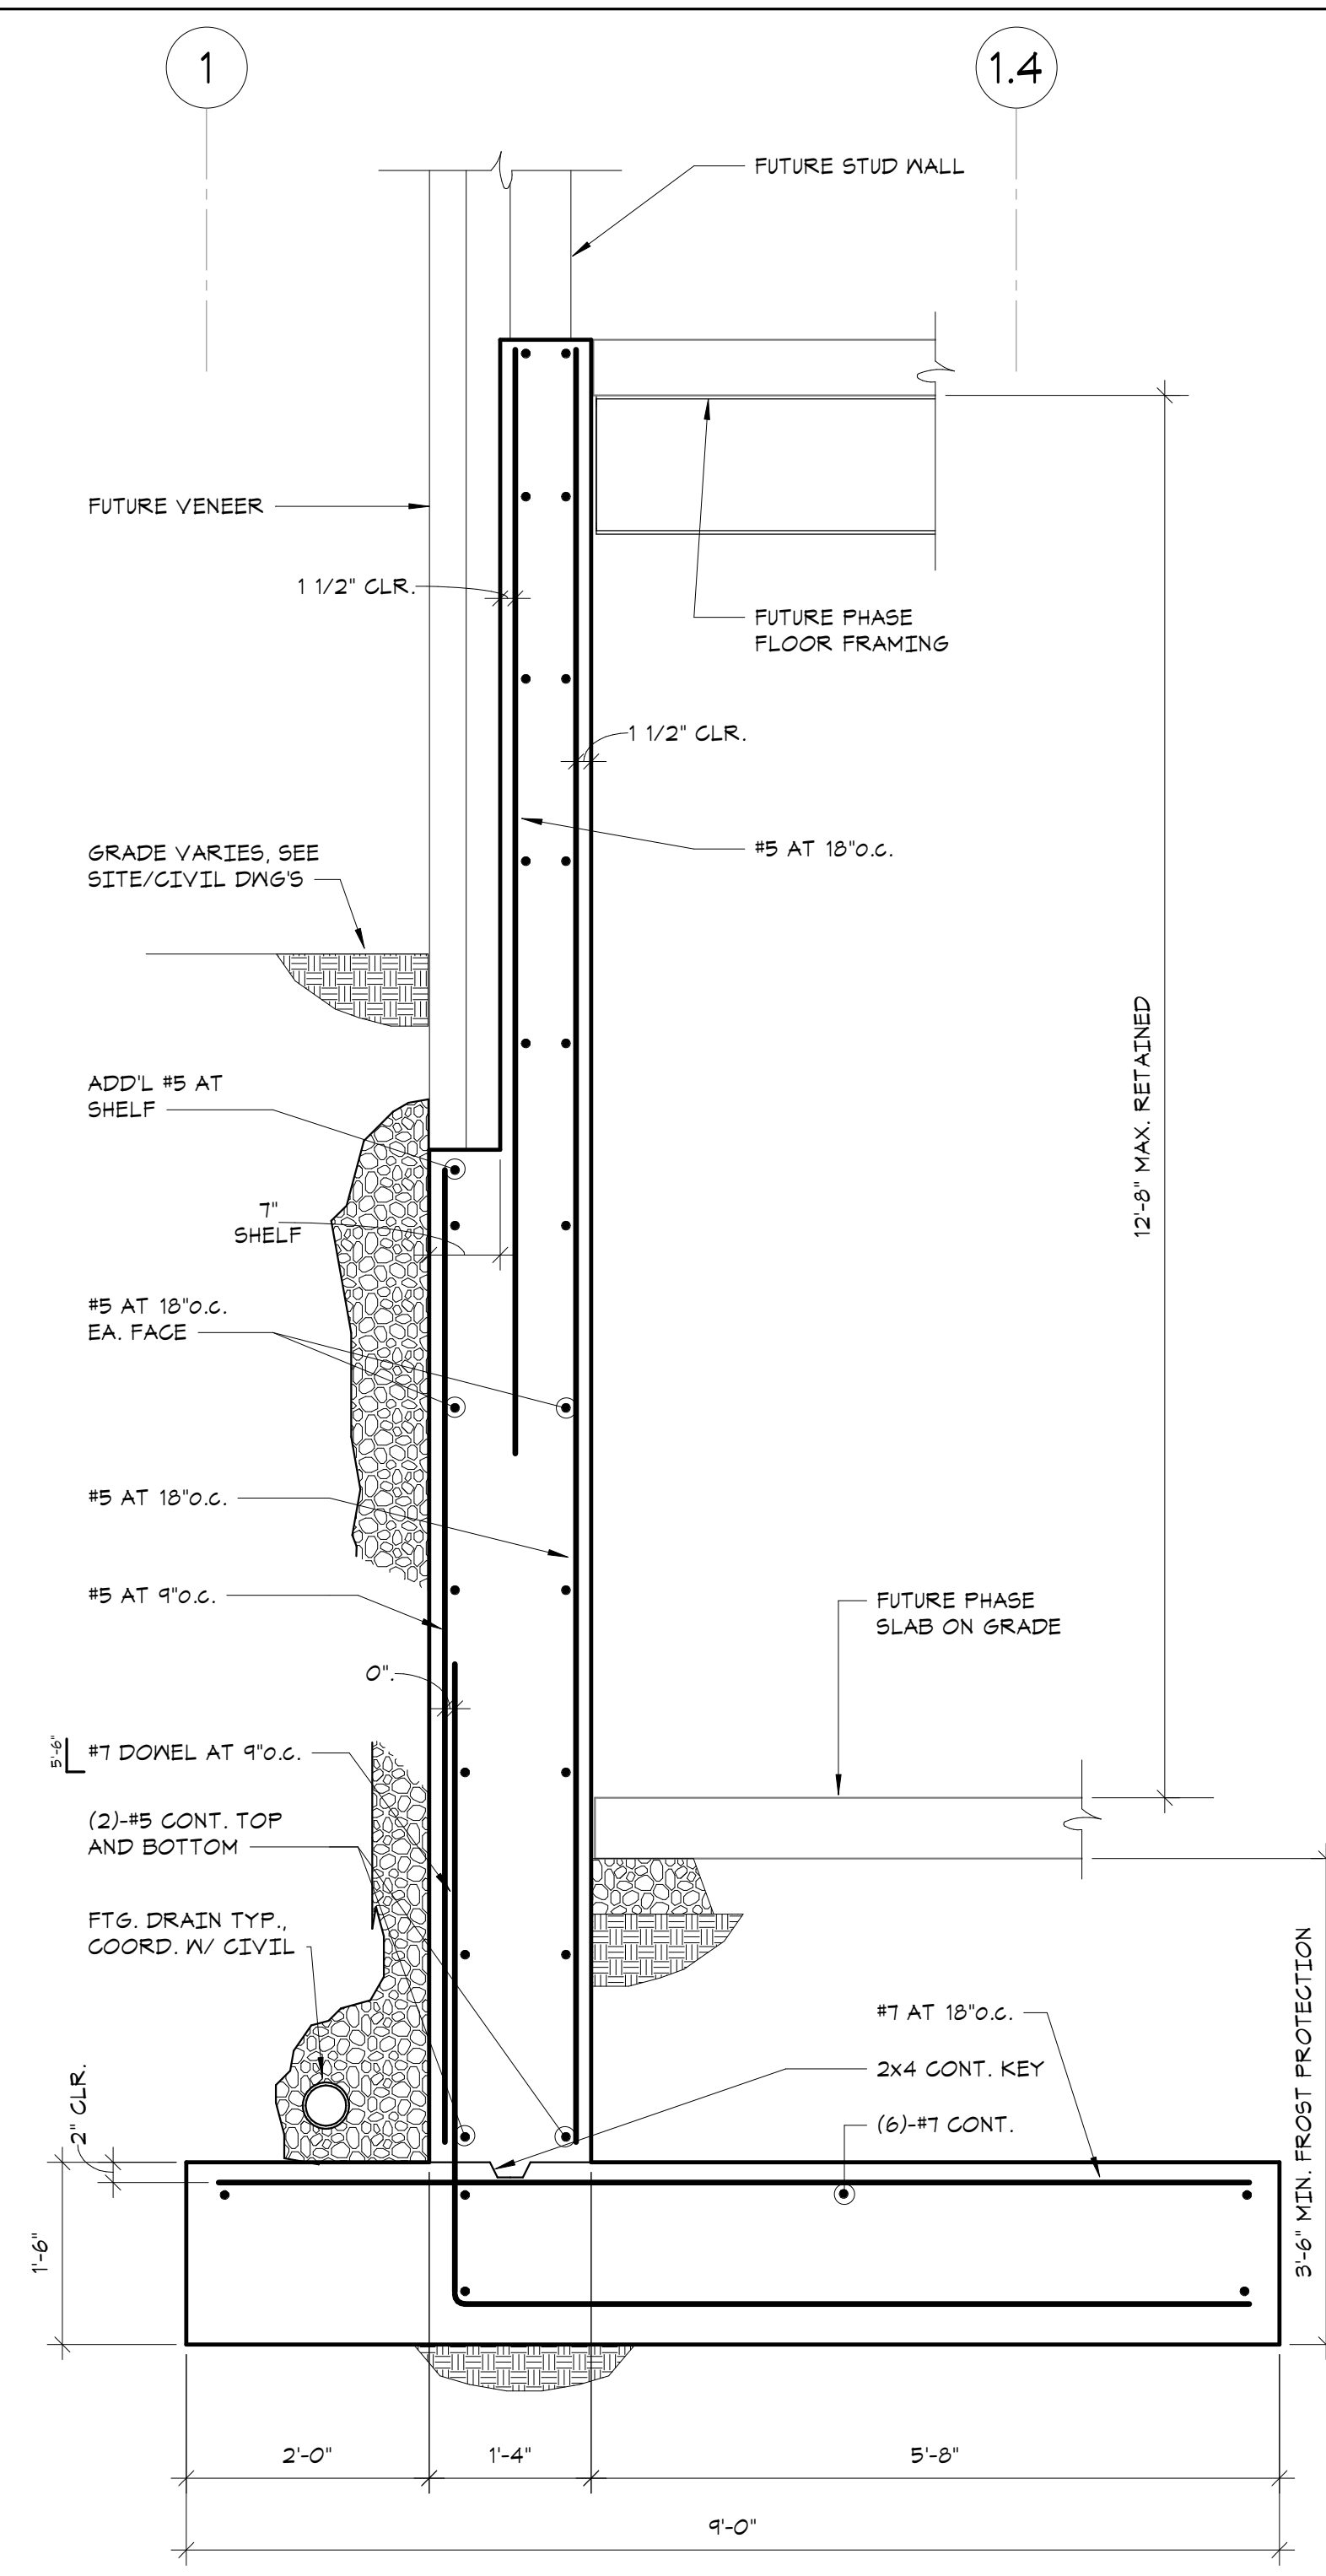 1
1.4
FUTURE STUD WALL
FUTURE VENEER
1 1/2" CLR.
FUTURE PHASE
FLOOR FRAMING
1 1/2" CLR.
#5 AT 18"o.c.
GRADE VARIES, SEE
SITE/CIVIL DWG'S
12'-8" MAX. RETAINED
ADD'L #5 AT
SHELF
7"
SHELF
#5 AT 18"o.c.
EA. FACE
#5 AT 18"o.c.
#5 AT 9"o.c.
FUTURE PHASE
SLAB ON GRADE
0".
5'-6"
#7 DOWEL AT 9"o.c.
(2)-#5 CONT. TOP
AND BOTTOM
FTG. DRAIN TYP.,
COORD. W/ CIVIL
#7 AT 18"o.c.
2x4 CONT. KEY
(6)-#7 CONT.
2" CLR.
1'-6"
3'-6" MIN. FROST PROTECTION
2'-0"
1'-4"
5'-8"
9'-0"